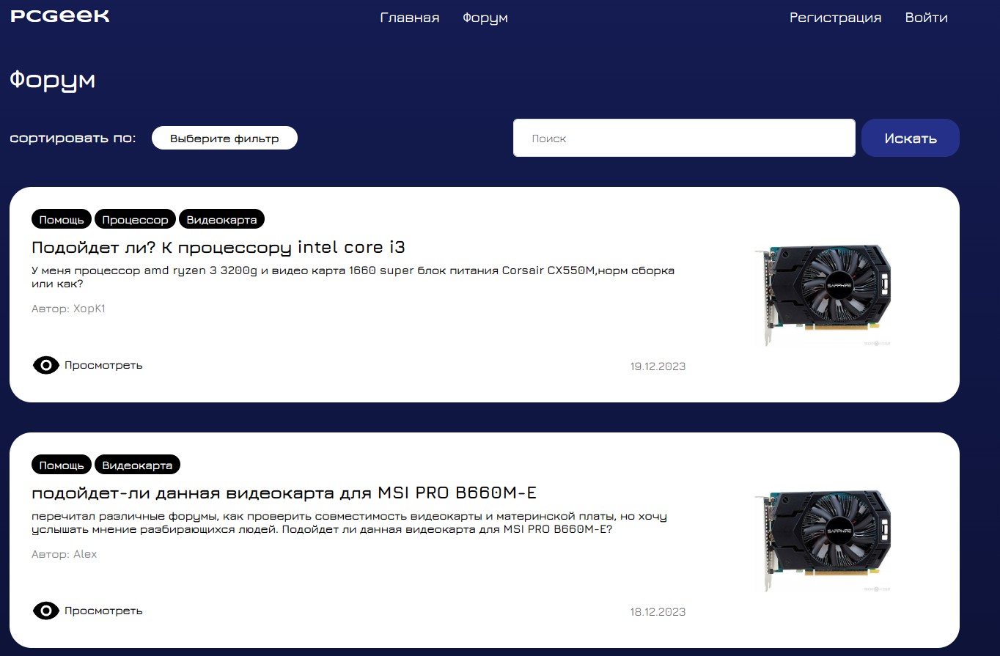 PCGeek
Главная Форум
Регистрация Войти
Форум
сортировать по: Выберите фильтр
Поиск
Искать
Помощь Процессор Видеокарта
Подойдет ли? К процессору intel core i3
У меня процессор amd ryzen 3 3200g и видео карта 1660 super блок питания Corsair CX550M,норм сборка
или как?
Автор: XopK1
Просмотреть
19.12.2023
SAPPHIRE
Помощь Видеокарта
подойдет-ли данная видеокарта для MSI PRO B660M-E
перечитал различные форумы, как проверить совместимость видеокарты и материнской платы, но хочу
услышать мнение разбирающихся людей. Подойдет ли данная видеокарта для MSI PRO B660M-E?
Автор: Alex
Просмотреть
18.12.2023
SAPPHIRE